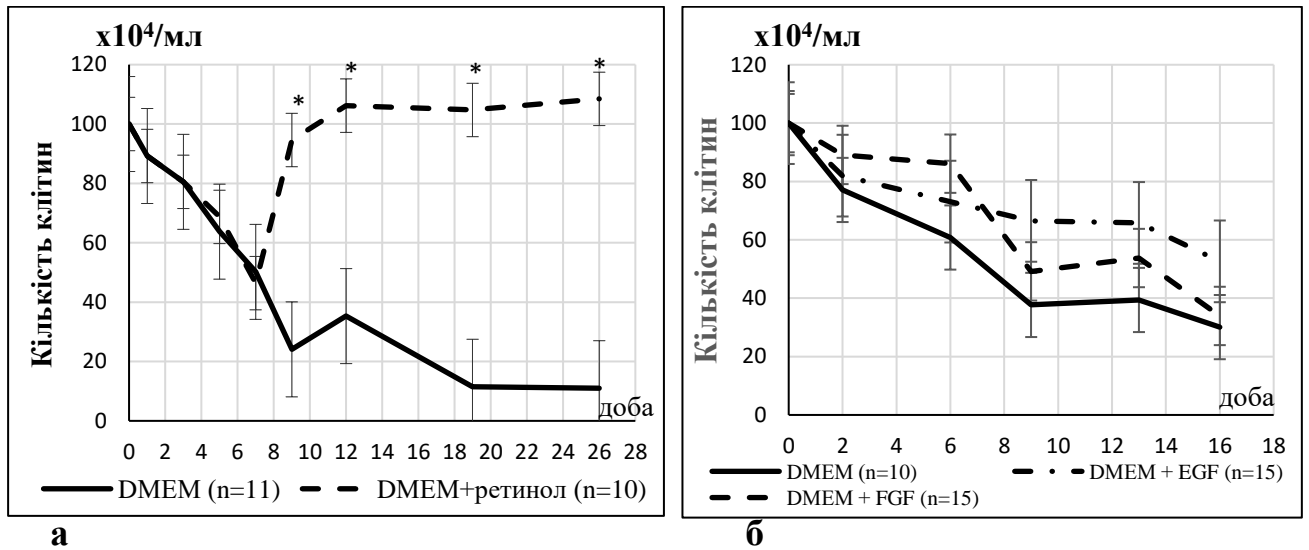 х10⁴/мл
Кількість клітин
120
100
80
60
40
20
0
* * * *
доба
0 2 4 6 8 10 12 14 16 18 20 22 24 26 28
DMEM (n=11) DMEM+ретинол (n=10)
а
х10⁴/мл
Кількість клітин
120
100
80
60
40
20
0
доба
0 2 4 6 8 10 12 14 16 18
DMEM (n=10) DMEM + EGF (n=15)
DMEM + FGF (n=15)
б